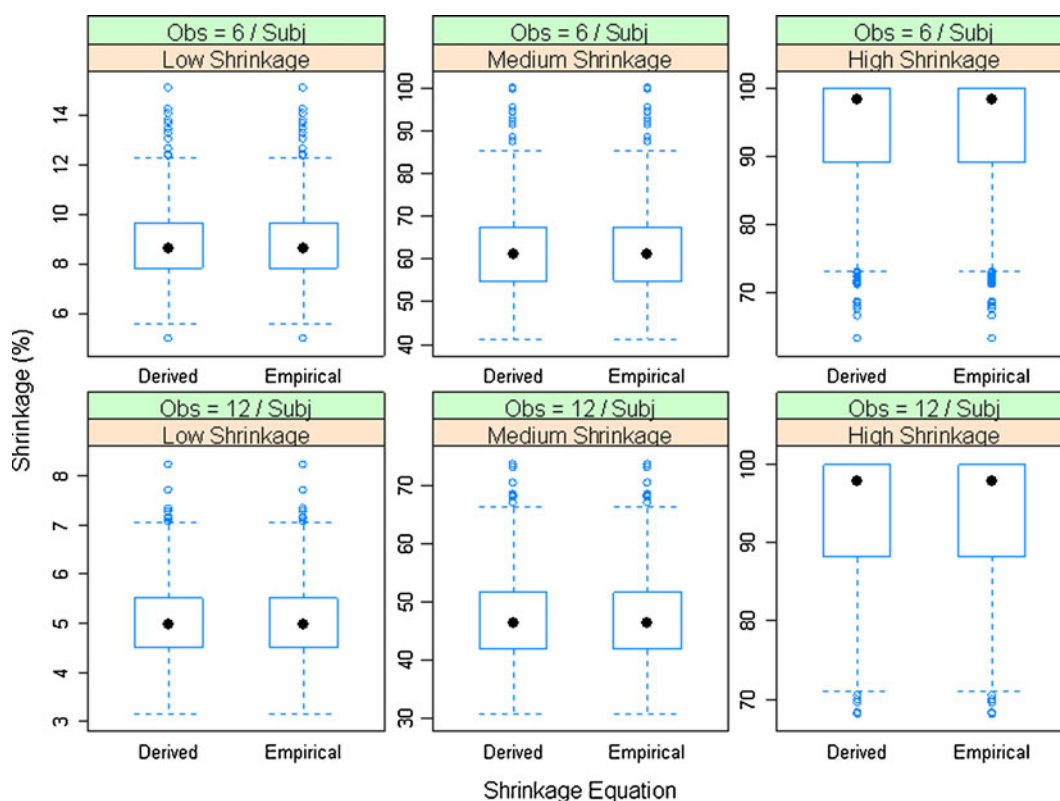 Obs = 6 / Subj
Low Shrinkage
Obs = 6 / Subj
Medium Shrinkage
Obs = 6 / Subj
High Shrinkage
14
12
10
8
6
100
90
80
70
60
50
40
100
90
80
70
Derived Empirical
Derived Empirical
Derived Empirical
Shrinkage (%)
Obs = 12 / Subj
Low Shrinkage
Obs = 12 / Subj
Medium Shrinkage
Obs = 12 / Subj
High Shrinkage
8
7
6
5
4
3
70
60
50
40
30
100
90
80
70
Derived Empirical
Derived Empirical
Derived Empirical
Shrinkage Equation